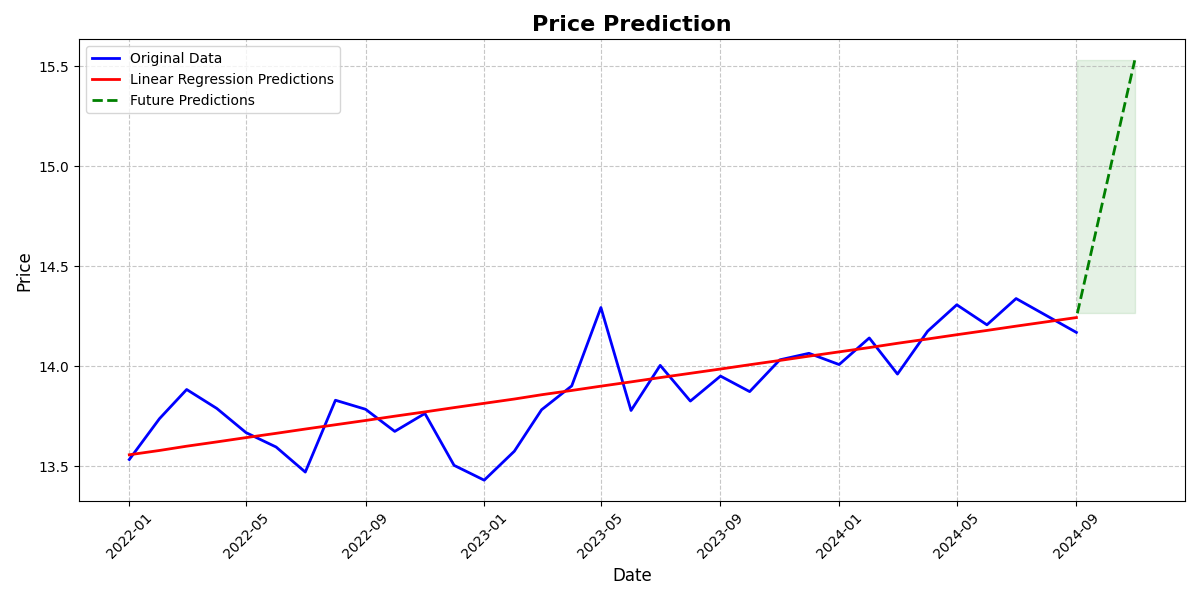 Price Prediction
Original Data
Linear Regression Predictions
Future Predictions
Price
15.5
15.0
14.5
14.0
13.5
2022-01
2022-05
2022-09
2023-01
2023-05
2023-09
2024-01
2024-05
2024-09
Date